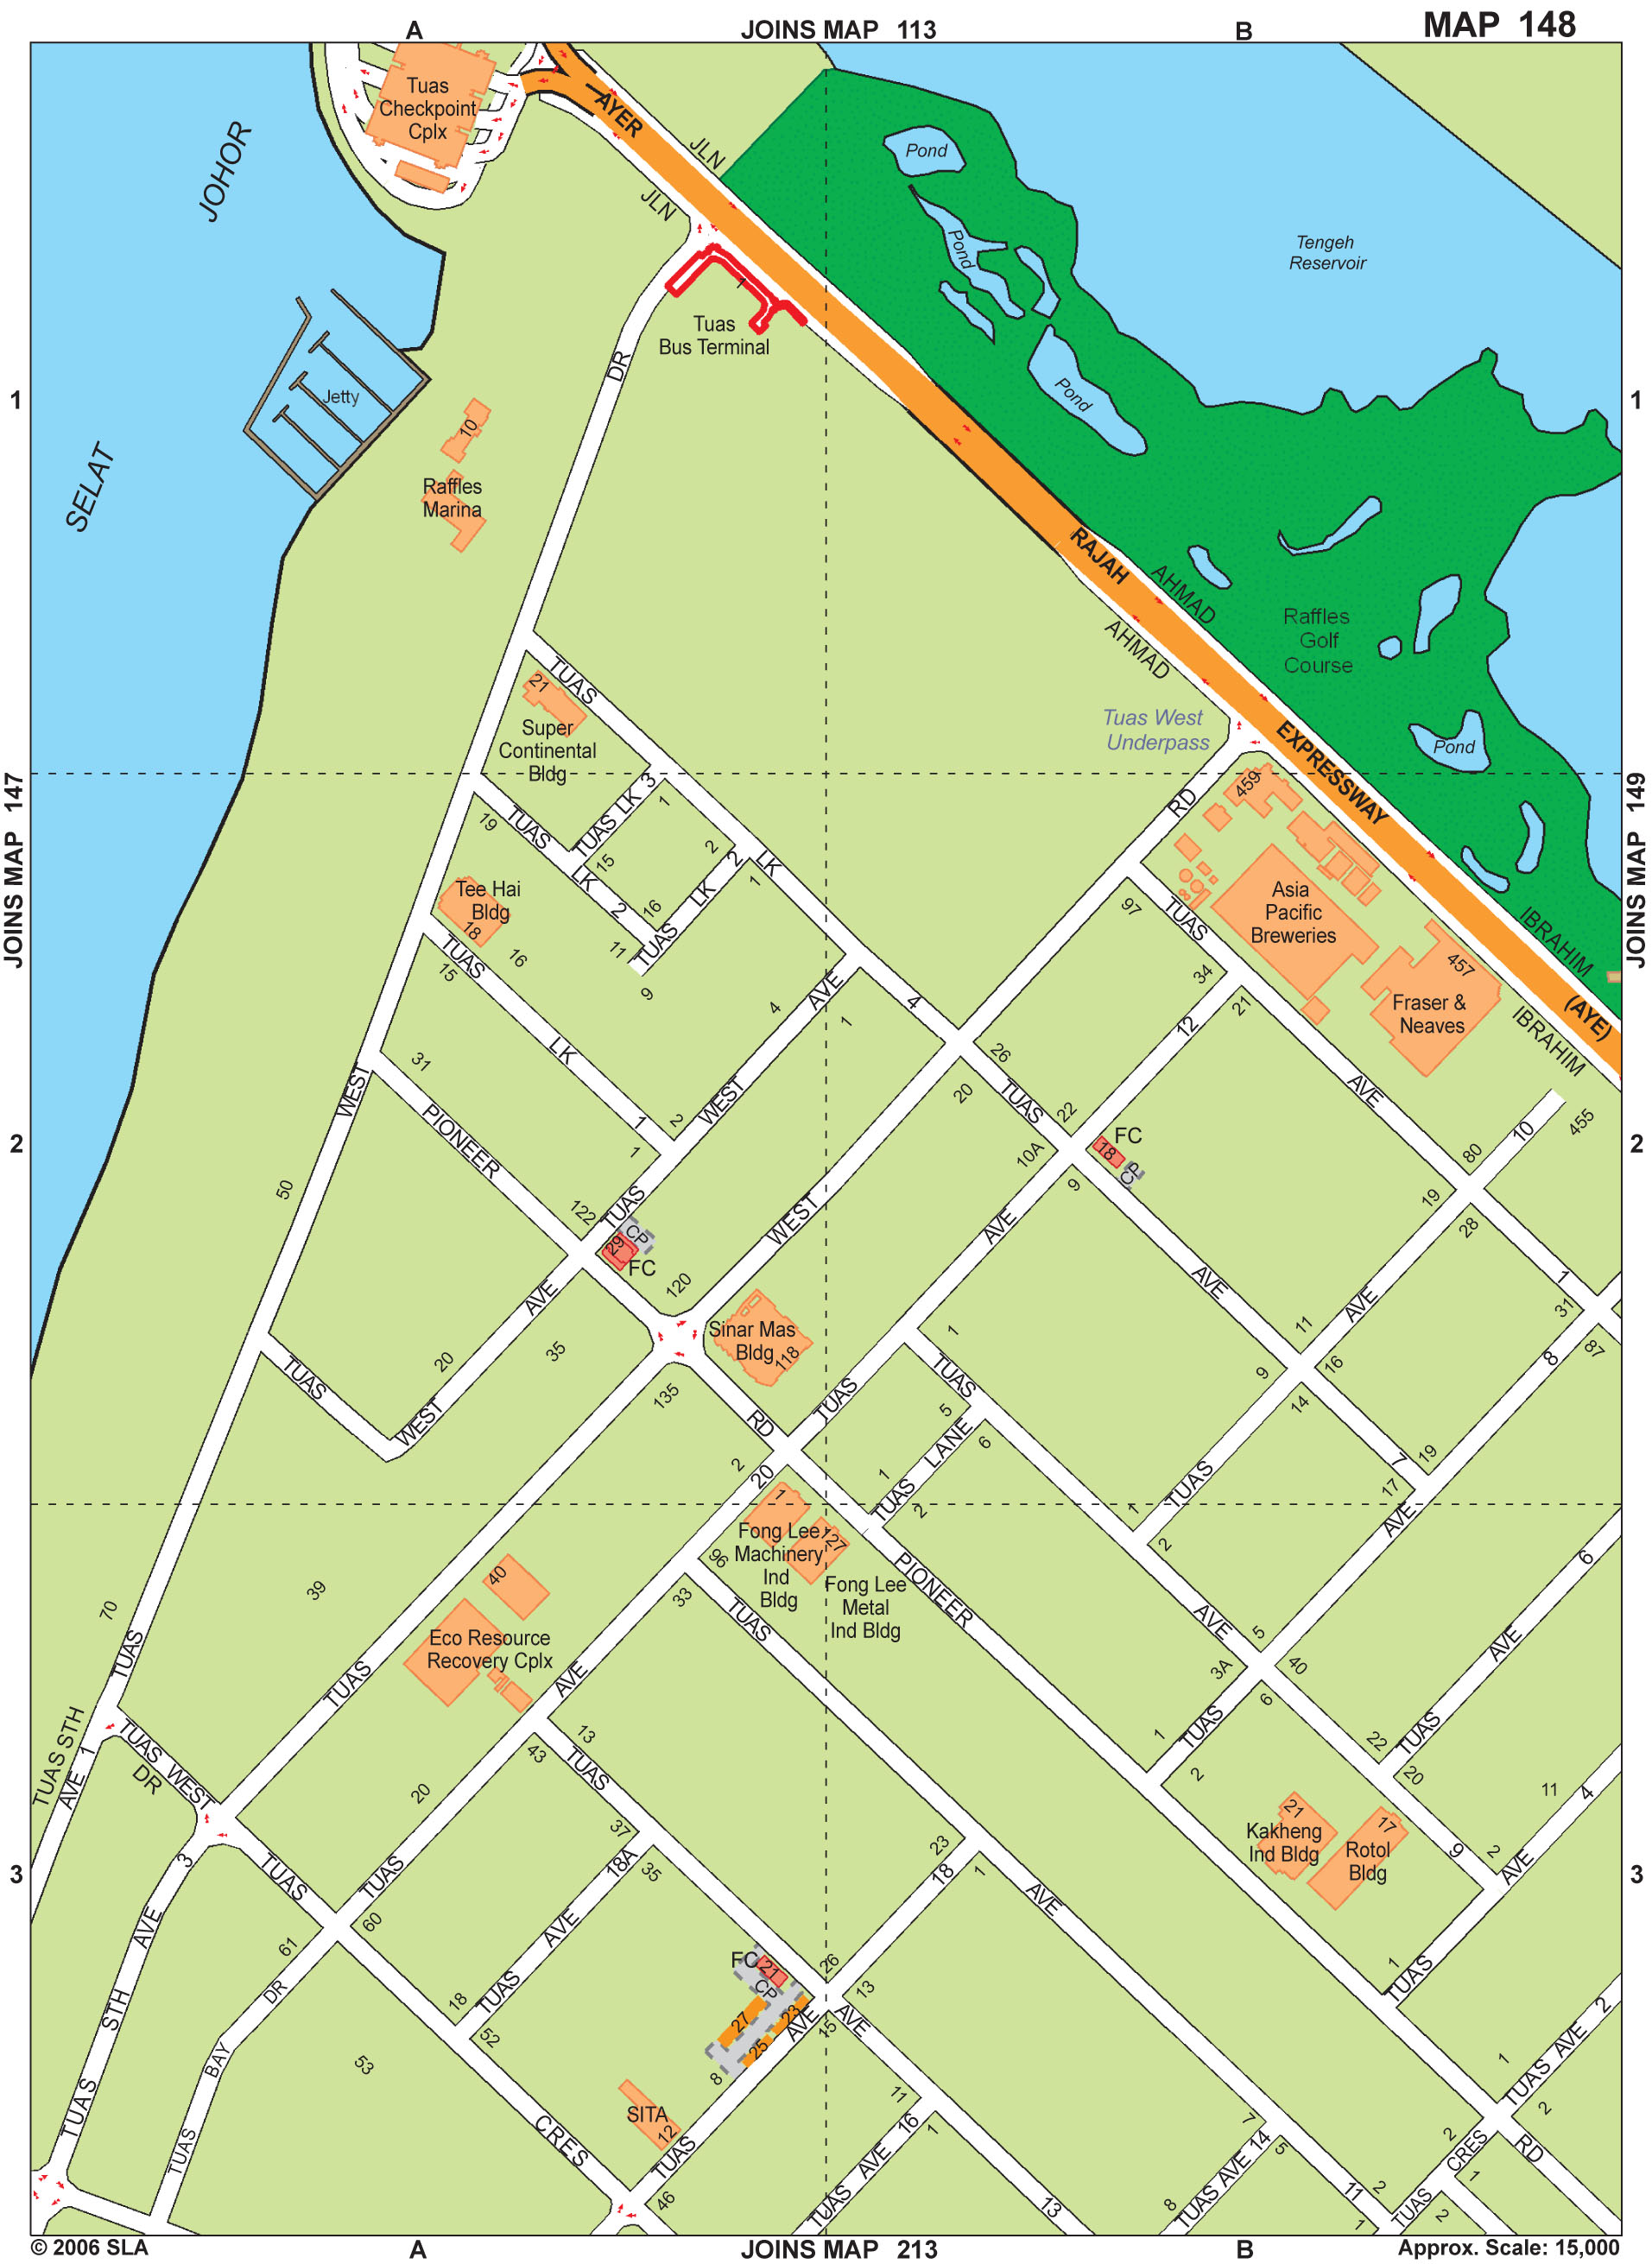 A
JOINS MAP 113
B
MAP 148
Tuas
Checkpoint
Cplx
JOHOR
SELAT
AYER
JLN
JLN
Pond
Pond
Pond
Tengeh
Reservoir
1
Tuas
Bus Terminal
DR
Jetty
1
1
10
Raffles
Marina
RAJAH
AHMAD
AHMAD
Raffles
Golf
Course
Tuas West
Underpass
EXPRESSWAY
Pond
TUAS
21
Super
Continental
Bldg
JOINS MAP 147
JOINS MAP 149
TUAS LK 3
1
19
TUAS
LK
2
15
2
TUAS LK 2
16
11
9
1
LK
4
Tee Hai
Bldg
18
16
15
TUAS
LK
1
RD
459
Asia
Pacific
Breweries
457
Fraser &
Neaves
IBRAHIM
IBRAHIM
(AYE)
97
TUAS
34
21
12
AVE
4
1
AVE
WEST
TUAS
2
1
26
20
TUAS
22
10A
9
FC
18
CP
AVE
10
455
80
19
28
1
31
87
8
2
2
31
PIONEER
WEST
50
122
29
CP
FC
120
WEST
Sinar Mas
Bldg
118
AVE
AVE
11
AVE
9
16
14
TUAS
7
19
17
AVE
1
TUAS
5
TUAS LANE
6
1
2
TUAS
AVE
20
35
WEST
TUAS
135
RD
2
20
1
Fong Lee
Machinery
Ind
Bldg
127
Fong Lee
Metal
Ind Bldg
96
33
TUAS
PIONEER
1
2
AVE
5
3A
40
6
AVE
TUAS
6
22
20
1
TUAS
2
11
4
39
70
TUAS
40
Eco Resource
Recovery Cplx
TUAS
AVE
13
43
TUAS
20
TUAS STH
AVE 1
TUAS WEST
DR
TUAS
TUAS
60
61
37
18A
35
AVE
TUAS
18
52
23
18
1
AVE
21
Kakheng
Ind Bldg
17
Rotol
Bldg
9
2
AVE
1
TUAS
3
3
3
AVE
STH
TUAS
DR
BAY
TUAS
53
CRES
FC
21
CP
27
23
25
AVE
26
13
AVE
15
8
SITA
12
TUAS
46
11
16
TUAS AVE
1
13
7
5
TUAS AVE 14
8
11
2
1
TUAS
CRES
2
1
2
RD
2
1
TUAS AVE
2
© 2006 SLA
A
JOINS MAP 213
B
Approx. Scale: 15,000